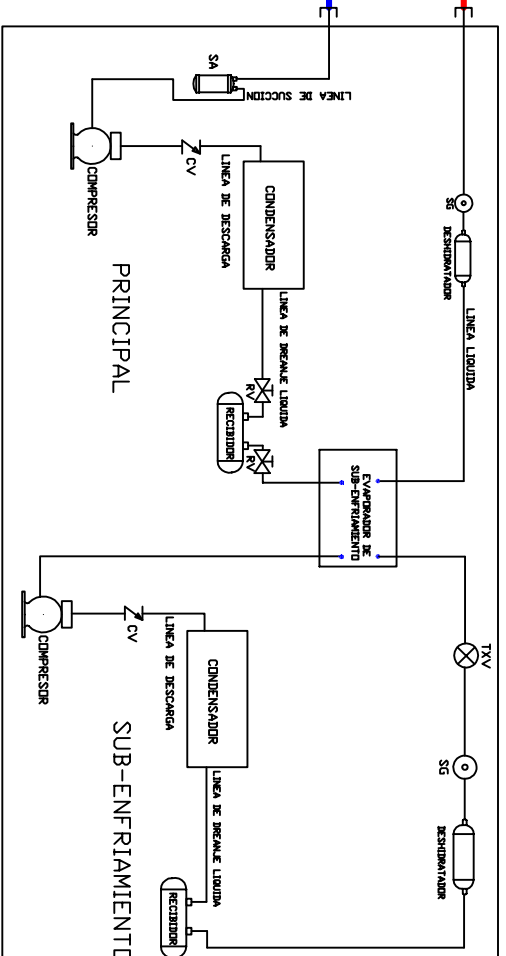 SA
LINEA DE SUCCION
COMPRESOR
CV
LINEA DE DESCARGA
CONDENSADOR
LINEA DE DREANJE LIQUIDA
RV
RECIBIDOR
RV
PRINCIPAL
SG
DESHIDRATADOR
LINEA LIQUIDA
EVAPORADOR DE
SUB-ENFRIAMIENTO
TXV
SG
DESHIDRATADOR
COMPRESOR
CV
LINEA DE DESCARGA
CONDENSADOR
LINEA DE DREANJE LIQUIDA
RECIBIDOR
SUB-ENFRIAMIENTO